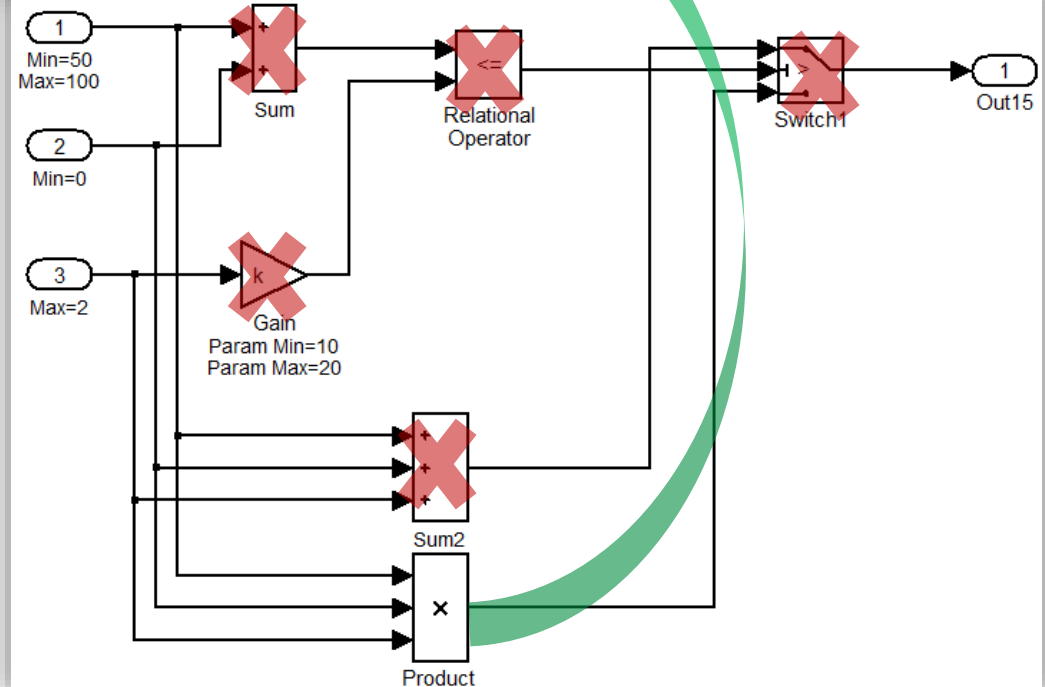 1
Min=50
Max=100
+
+
Sum
<=
Relational
Operator
>
Switch1
1
Out15
2
Min=0
3
Max=2
k
Gain
Param Min=10
Param Max=20
+
+
+
Sum2
×
Product